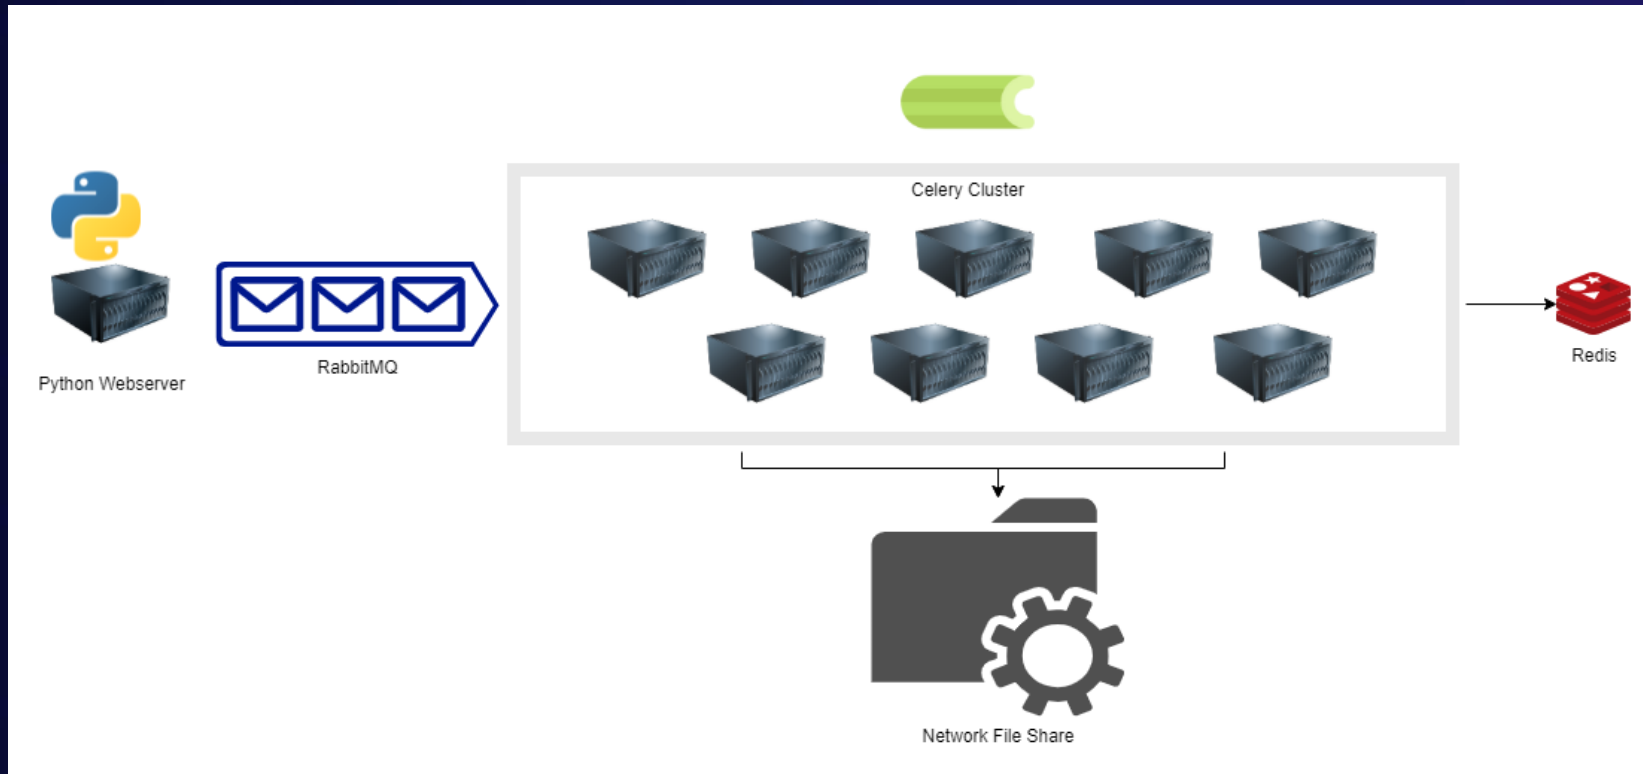 Celery Cluster
Python Webserver
RabbitMQ
Redis
Network File Share